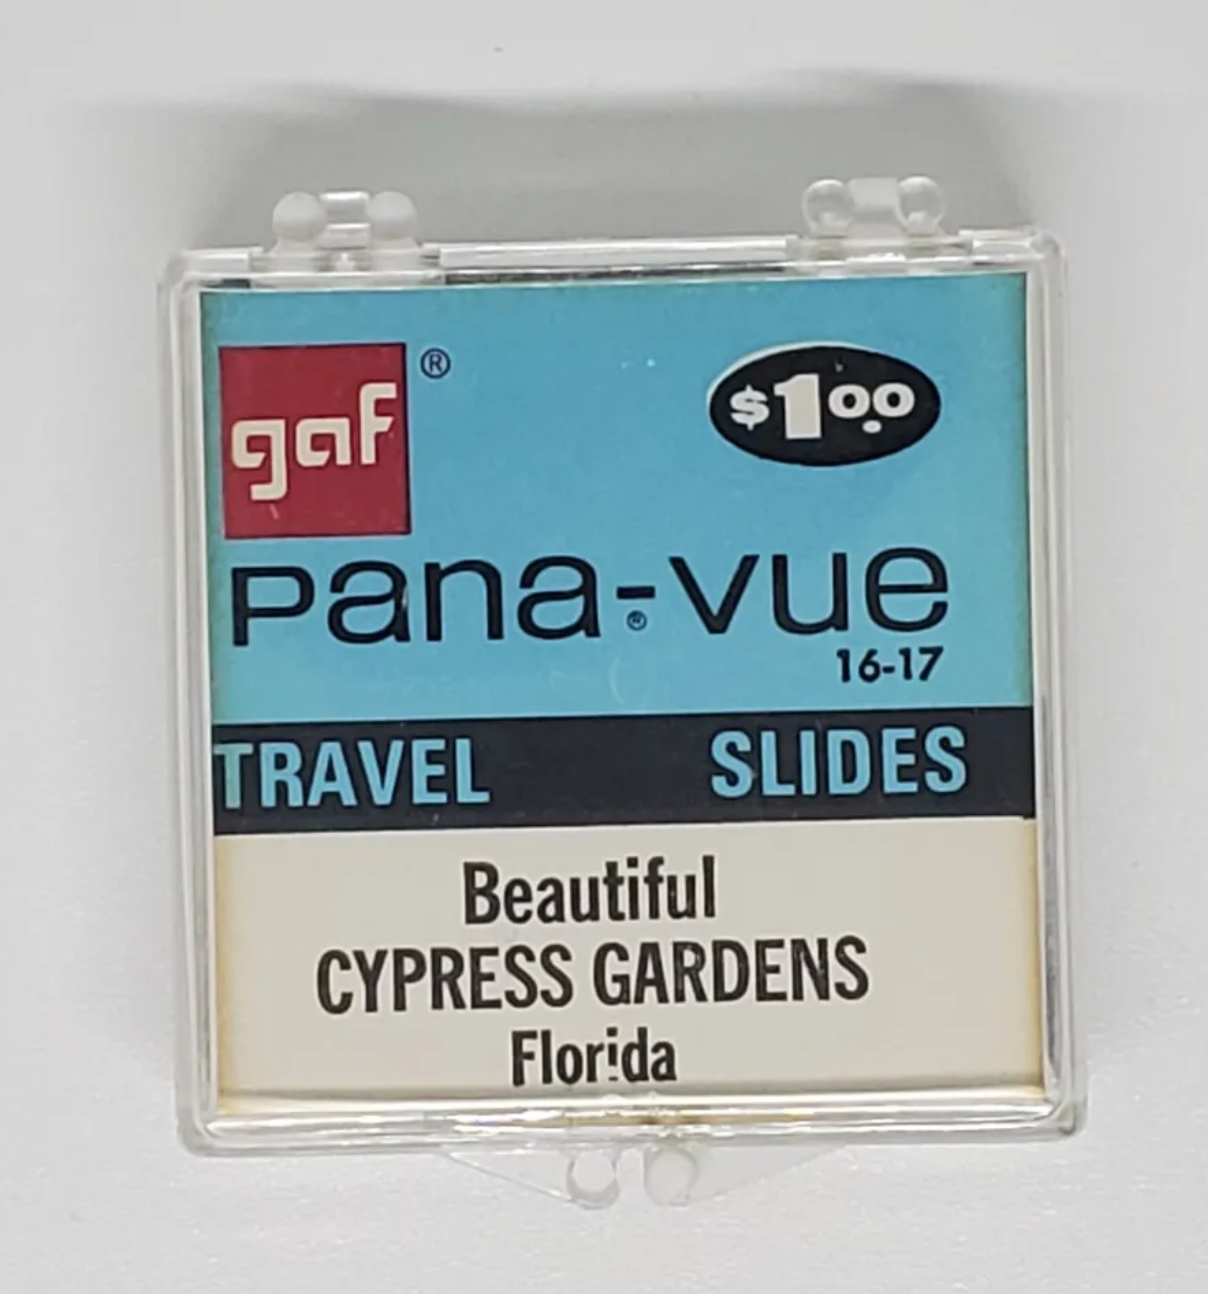 gaf ®
$1.00
Pana-Vue ®
16-17
TRAVEL SLIDES
Beautiful
CYPRESS GARDENS
Florida